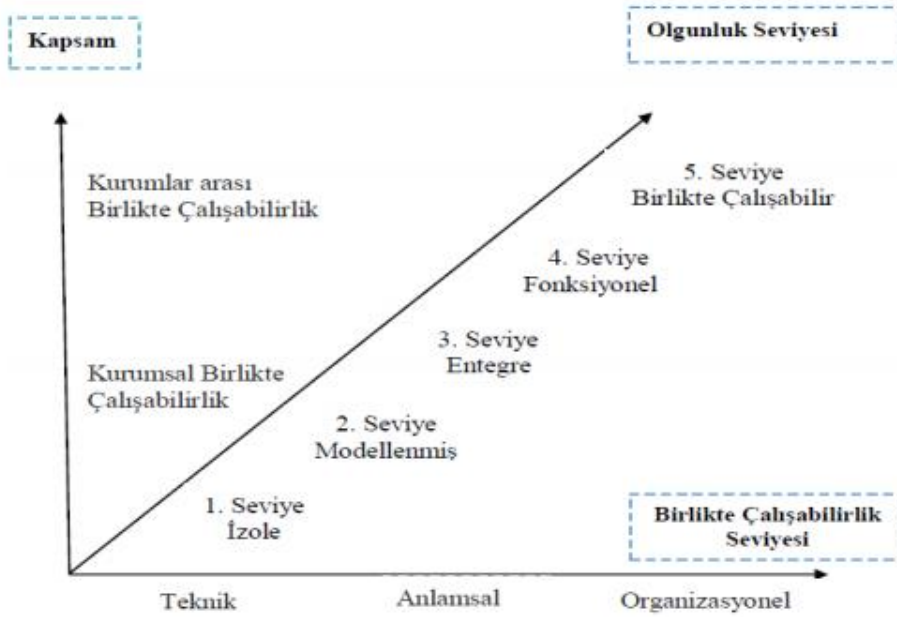 Kapsam
Olgunluk Seviyesi
Kurumlar arası
Birlikte Çalışabilirlik
5. Seviye
Birlikte Çalışabilir
4. Seviye
Fonksiyonel
3. Seviye
Entegre
Kurumsal Birlikte
Çalışabilirlik
2. Seviye
Modellenmiş
1. Seviye
İzole
Birlikte Çalışabilirlik
Seviyesi
Teknik
Anlamsal
Organizasyonel